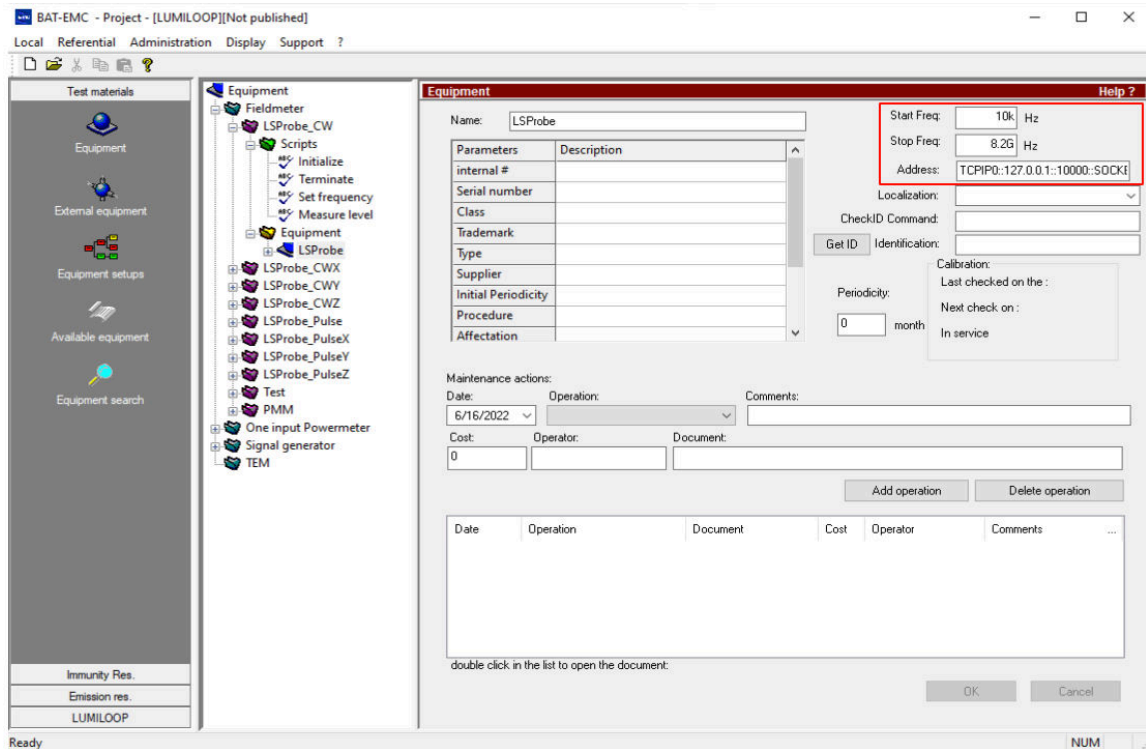 BAT-EMC - Project - [LUMILOOP][Not published]
Local Referential Administration Display Support ?
Test materials
Equipment
External equipment
Equipment setups
Available equipment
Equipment search
Immunity Res.
Emission res.
LUMILOOP
Equipment
Fieldmeter
LSProbe_CW
Scripts
Initialize
Terminate
Set frequency
Measure level
Equipment
LSProbe
LSProbe_CWX
LSProbe_CWY
LSProbe_CWZ
LSProbe_Pulse
LSProbe_PulseX
LSProbe_PulseY
LSProbe_PulseZ
Test
PMM
One input Powermeter
Signal generator
TEM
Equipment Help ?
Name: LSProbe
Parameters Description
internal #
Serial number
Class
Trademark
Type
Supplier
Initial Periodicity
Procedure
Affectation
Start Freq: 10k Hz
Stop Freq: 8.2G Hz
Address: TCPIP0::127.0.0.1::10000::SOCKE
Localization:
CheckID Command:
Get ID Identification:
Periodicity:
0 month
Calibration:
Last checked on the :
Next check on :
In service
Maintenance actions:
Date: Operation: Comments:
6/16/2022
Cost: Operator: Document:
0
Add operation Delete operation
Date Operation Document Cost Operator Comments ...
double click in the list to open the document:
OK Cancel
Ready NUM